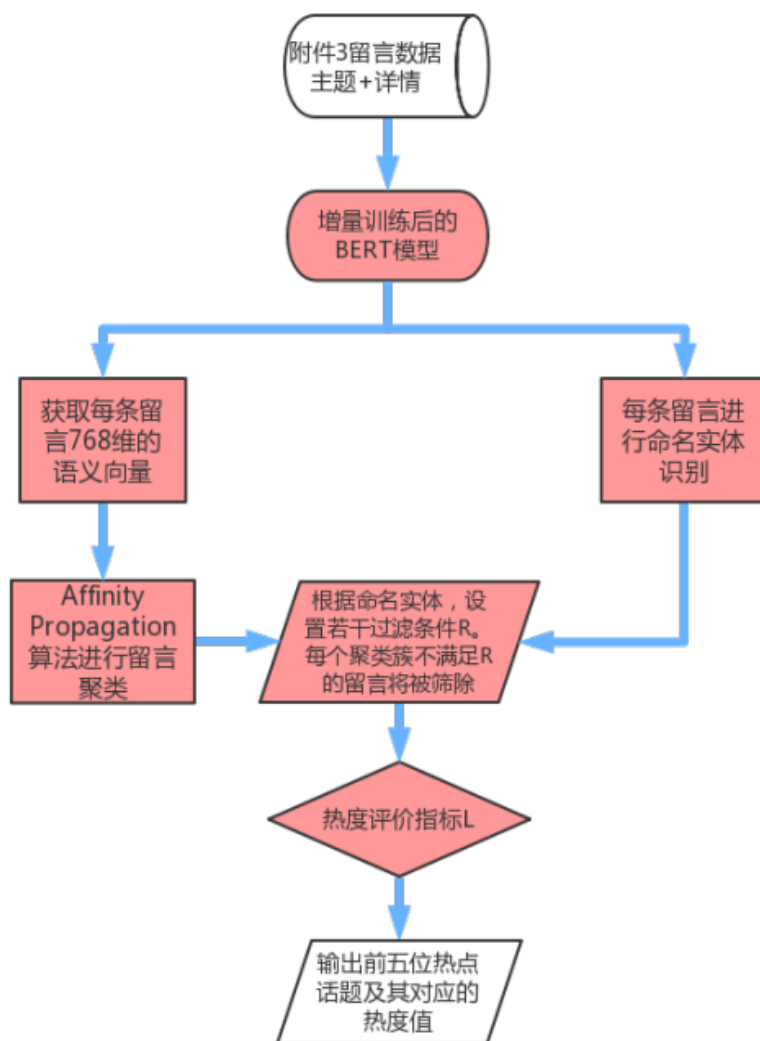 附件3留言数据
主题+详情
增量训练后的
BERT模型
获取每条留
言768维的
语义向量
每条留言进
行命名实体
识别
Affinity
Propagation
算法进行留言
聚类
根据命名实体，设
置若干过滤条件R。
每个聚类簇不满足R
的留言将被筛除
热度评价指标L
输出前五位热点
话题及其对应的
热度值